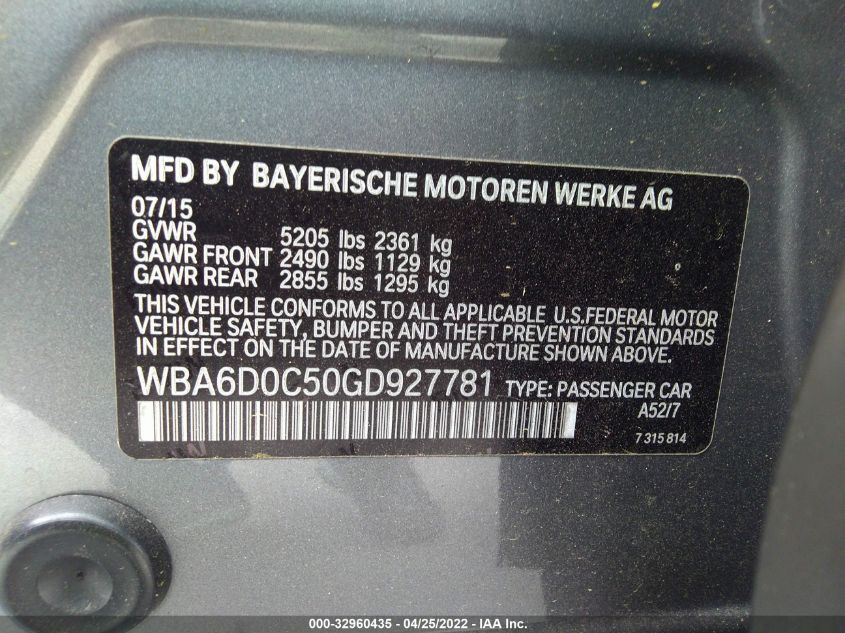 MFD BY BAYERISCHE MOTOREN WERKE AG
07/15
GVWR 5205 lbs 2361 kg
GAWR FRONT 2490 lbs 1129 kg
GAWR REAR 2855 lbs 1295 kg
THIS VEHICLE CONFORMS TO ALL APPLICABLE U.S.FEDERAL MOTOR
VEHICLE SAFETY, BUMPER AND THEFT PREVENTION STANDARDS
IN EFFECT ON THE DATE OF MANUFACTURE SHOWN ABOVE.
WBA6D0C50GD927781 TYPE: PASSENGER CAR
A52/7
7 315 814
000-32960435 - 04/25/2022 - IAA Inc.